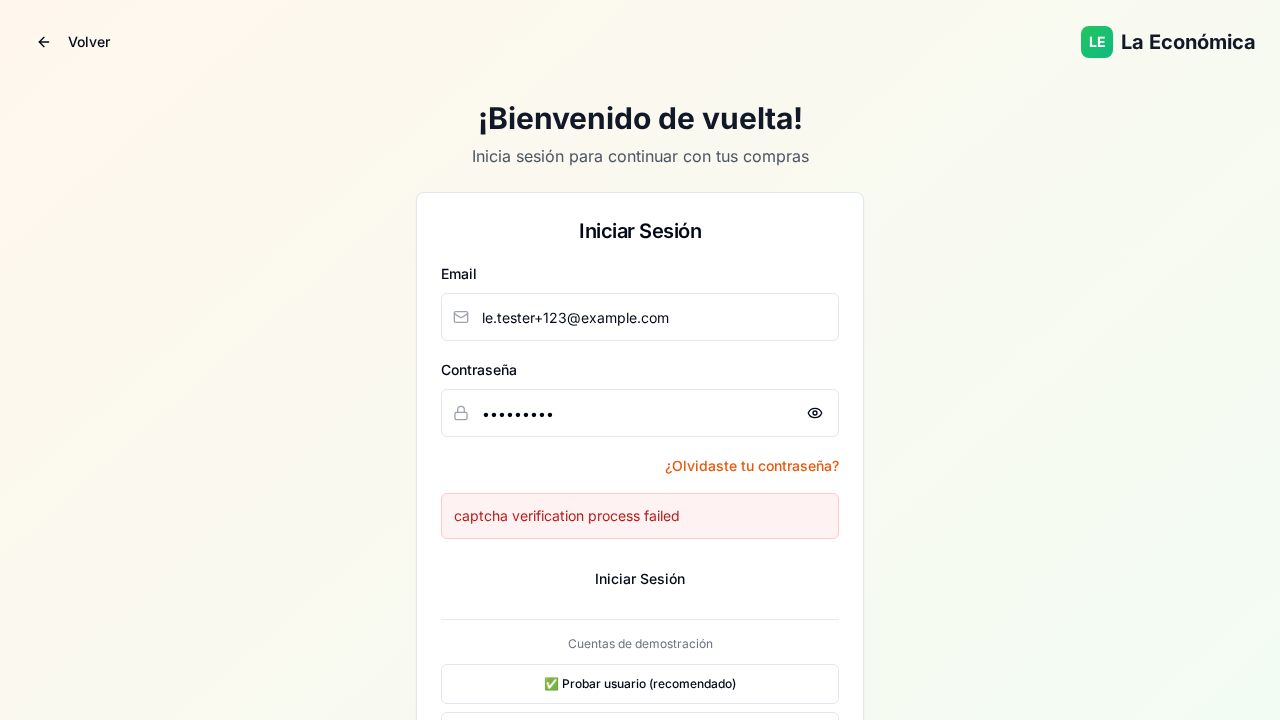 Volver
LE La Económica
¡Bienvenido de vuelta!
Inicia sesión para continuar con tus compras
Iniciar Sesión
Email
le.tester+123@example.com
Contraseña
•••••••••
¿Olvidaste tu contraseña?
captcha verification process failed
Iniciar Sesión
Cuentas de demostración
✅ Probar usuario (recomendado)